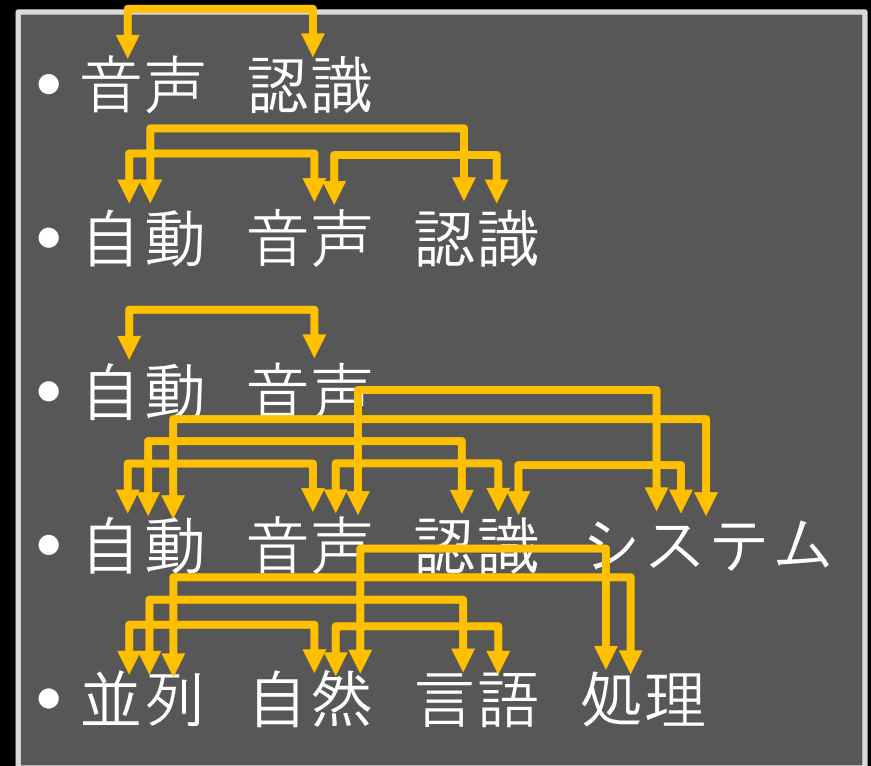 • 音声 認識
• 自動 音声 認識
• 自動 音声
• 自動 音声 認識 システム
• 並列 自然 言語 処理